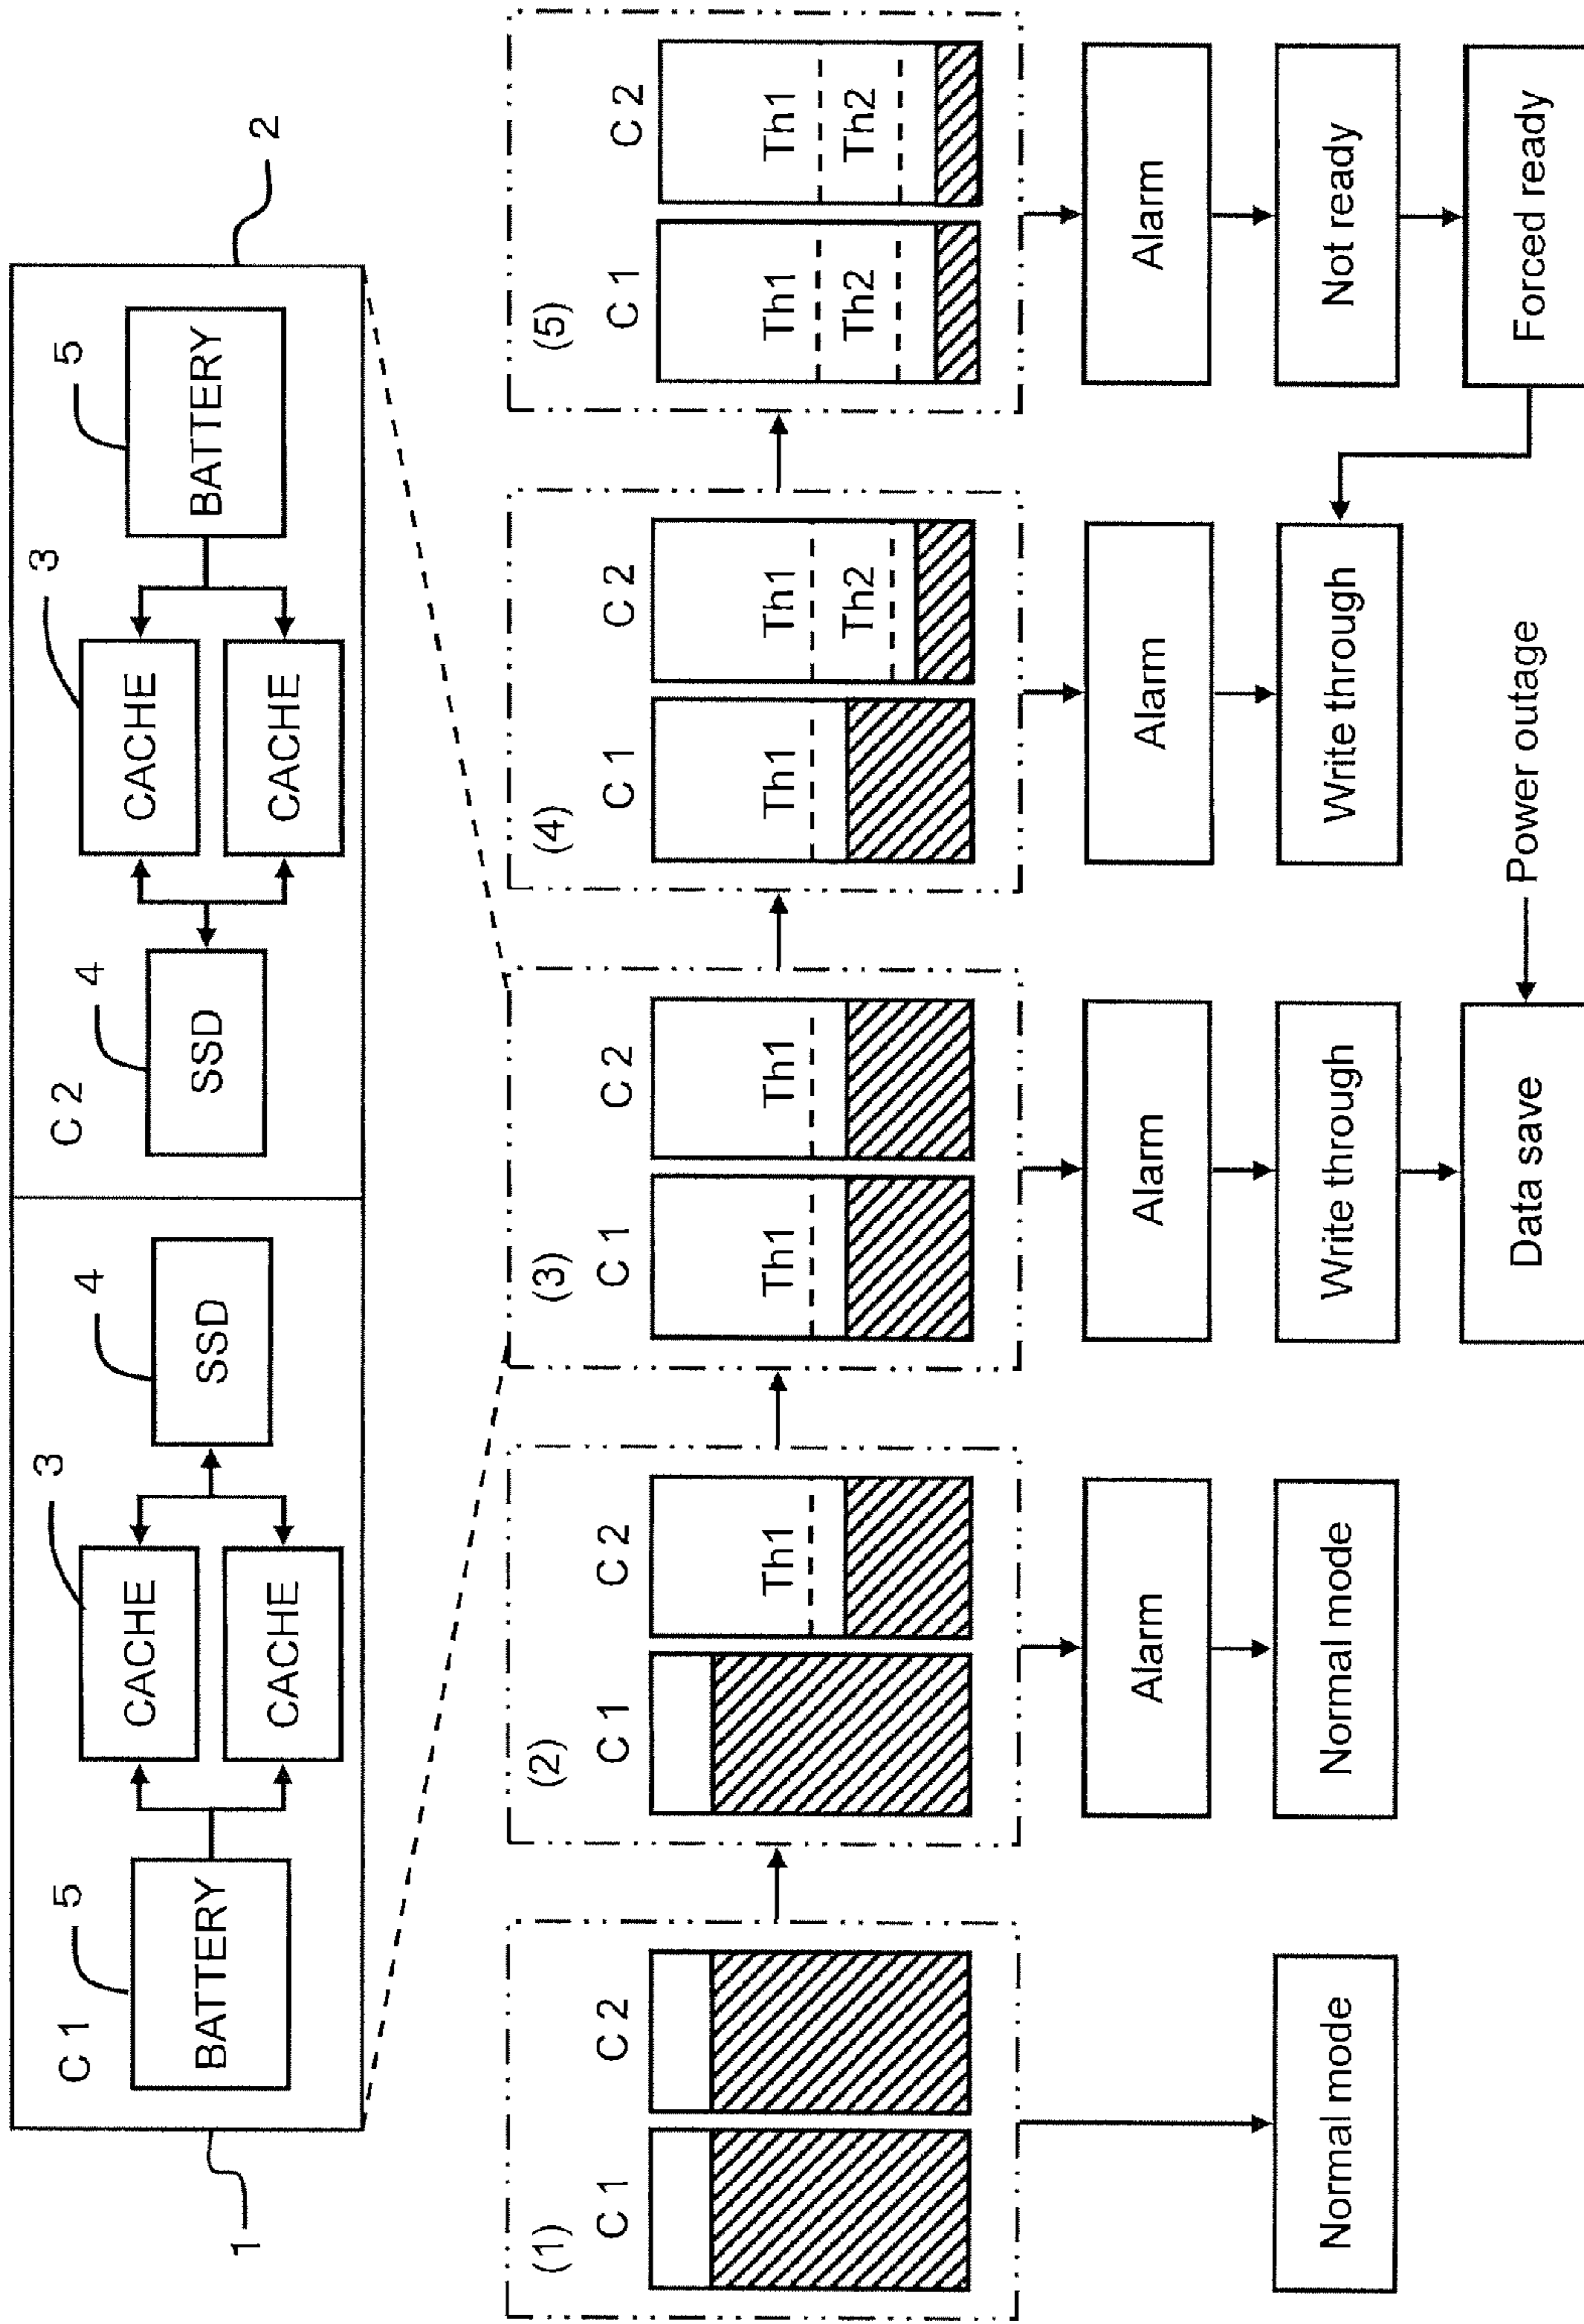 C 1
C 2
5
3
4
4
3
5
BATTERY
CACHE
CACHE
SSD
SSD
CACHE
CACHE
BATTERY
1
2
(1)
(2)
(3)
(4)
(5)
C 1
C 2
C 1
C 2
C 1
C 2
C 1
C 2
C 1
C 2
Th1
Th1
Th1
Th1
Th1
Th2
Th1
Th2
Th1
Th2
Alarm
Alarm
Alarm
Alarm
Normal mode
Normal mode
Write through
Write through
Not ready
Data save
Power outage
Forced ready